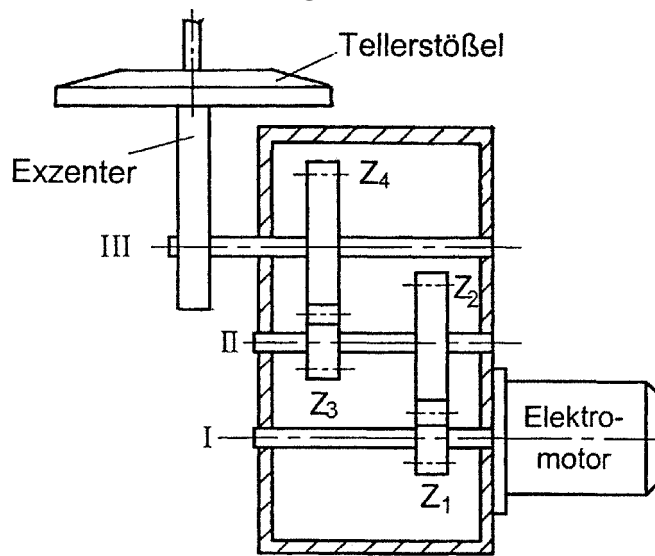 Tellerstößel
Exzenter
Z4
III
Z2
II
Z3
I
Elektro-
motor
Z1